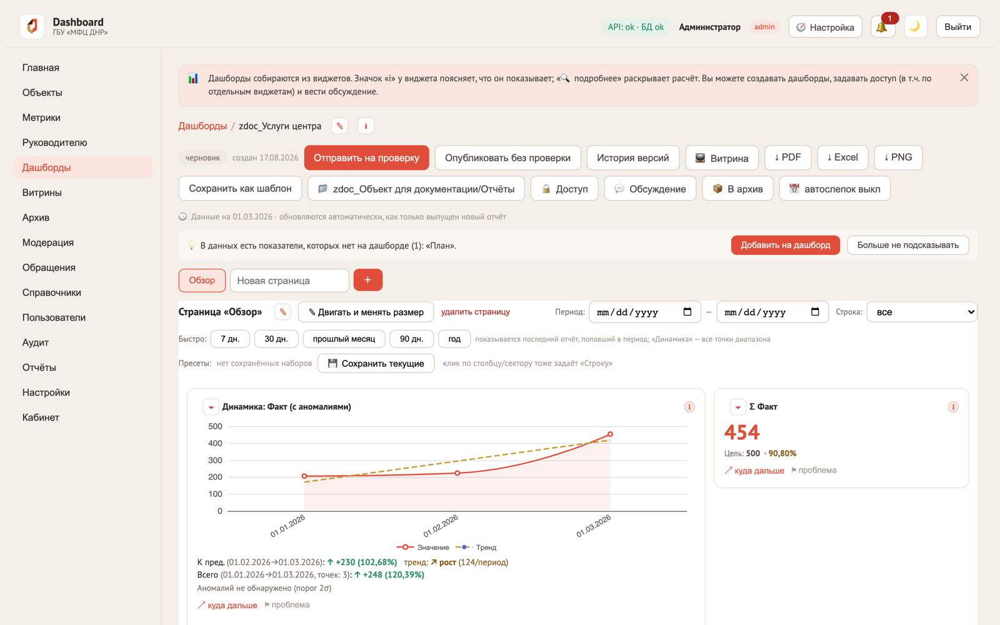 Dashboard
ГБУ «МФЦ ДНР»
API: ok · БД ok
Администратор
admin
Настройка
1
Выйти
Главная
Объекты
Метрики
Руководителю
Дашборды
Витрины
Архив
Модерация
Обращения
Справочники
Пользователи
Аудит
Отчёты
Настройки
Кабинет
Дашборды собираются из виджетов. Значок «i» у виджета поясняет, что он показывает; «🔍 подробнее» раскрывает расчёт. Вы можете создавать дашборды, задавать доступ (в т.ч. по
отдельным виджетам) и вести обсуждение.
Дашборды / zdoc_Услуги центра
i
черновик
создан 17.08.2026
Отправить на проверку
Опубликовать без проверки
История версий
Витрина
↓ PDF
↓ Excel
↓ PNG
Сохранить как шаблон
zdoc_Объект для документации/Отчёты
Доступ
Обсуждение
В архив
автослепок выкл
Данные на 01.03.2026 · обновляются автоматически, как только выпущен новый отчёт
В данных есть показатели, которых нет на дашборде (1): «План».
Добавить на дашборд
Больше не подсказывать
Обзор
Новая страница
+
Страница «Обзор»
✎ Двигать и менять размер
удалить страницу
Период: mm/dd/yyyy – mm/dd/yyyy
Строка: все
Быстро: 7 дн. 30 дн. прошлый месяц 90 дн. год
показывается последний отчёт, попавший в период; «Динамика» — все точки диапазона
Пресеты: нет сохранённых наборов
Сохранить текущие
клик по столбцу/сектору тоже задаёт «Строку»
Динамика: Факт (с аномалиями)
i
500
400
300
200
100
0
01.01.2026
01.02.2026
01.03.2026
Значение
Тренд
К пред. (01.02.2026→01.03.2026): ↑ +230 (102,68%) тренд: ↗ рост (124/период)
Всего (01.01.2026→01.03.2026, точек: 3): ↑ +248 (120,39%)
Аномалий не обнаружено (порог 2σ)
куда дальше
проблема
Σ Факт
i
454
Цель: 500 · 90,80%
куда дальше
проблема